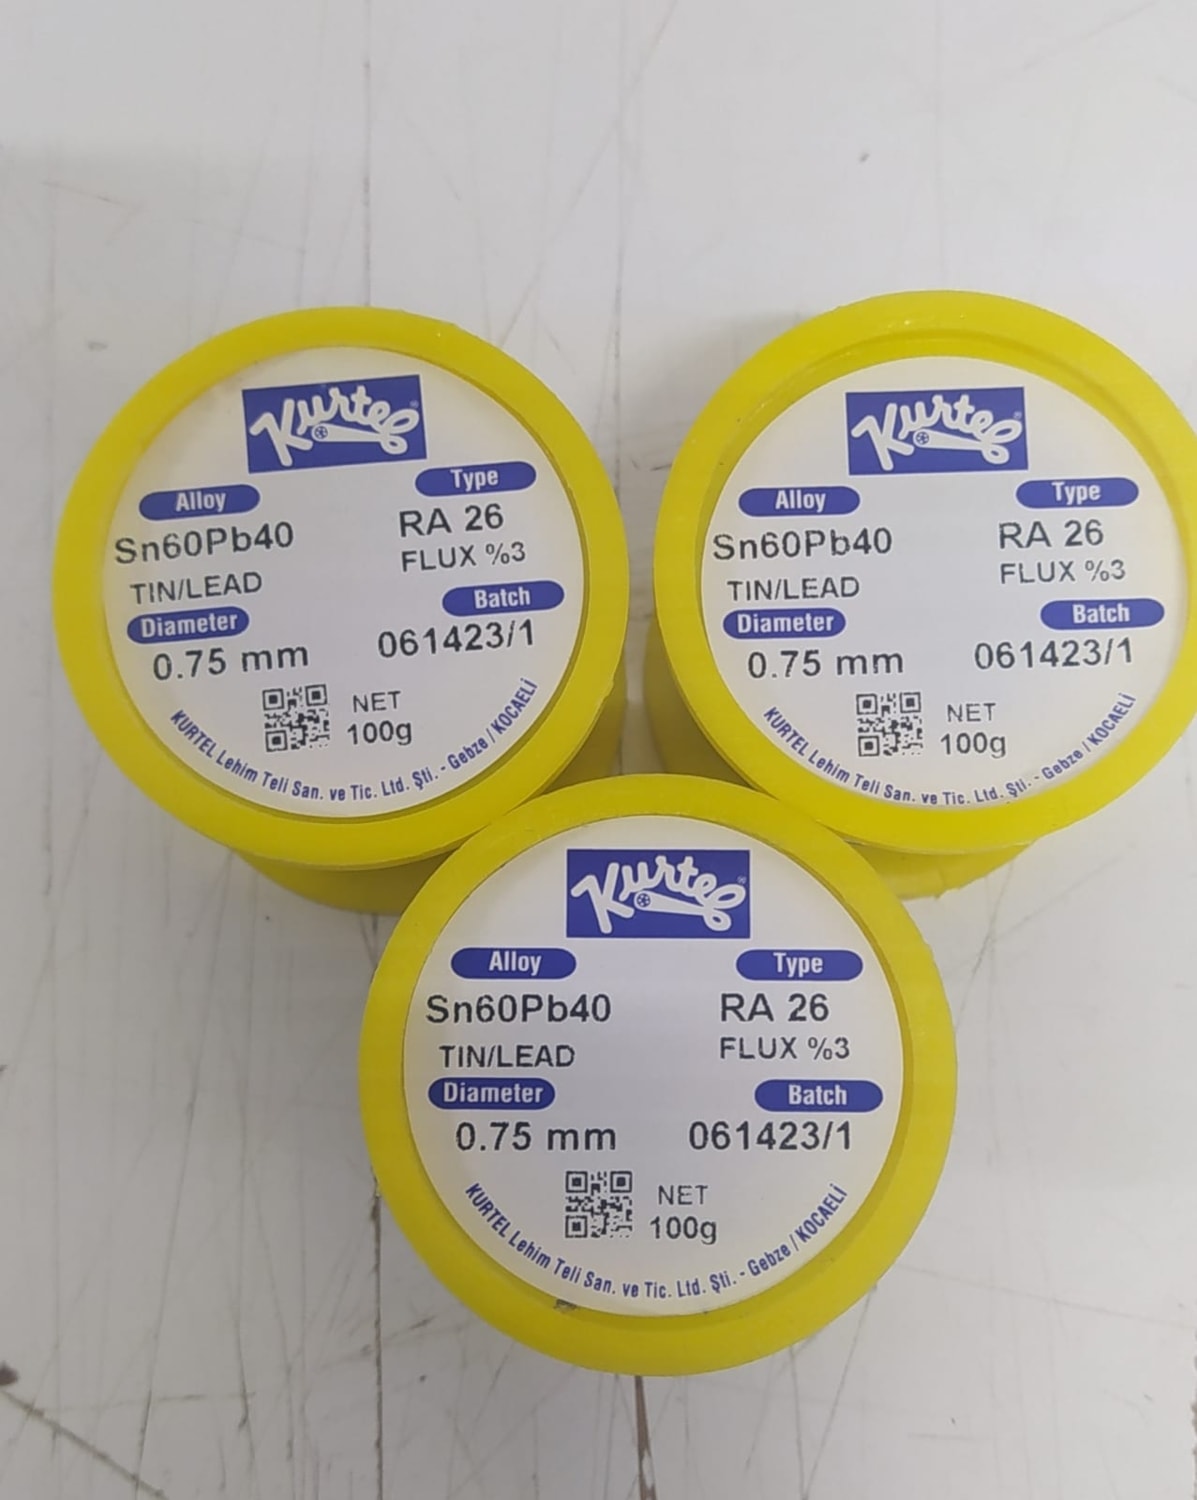 Kurtel
Alloy
Type
Sn60Pb40
RA 26
TIN/LEAD
FLUX %3
Diameter
Batch
0.75 mm
061423/1
NET
100g
KURTEL Lehim Teli San. ve Tic. Ltd. Şti. - Gebze / KOCAELİ
Kurtel
Alloy
Type
Sn60Pb40
RA 26
TIN/LEAD
FLUX %3
Diameter
Batch
0.75 mm
061423/1
NET
100g
KURTEL Lehim Teli San. ve Tic. Ltd. Şti. - Gebze / KOCAELİ
Kurtel
Alloy
Type
Sn60Pb40
RA 26
TIN/LEAD
FLUX %3
Diameter
Batch
0.75 mm
061423/1
NET
100g
KURTEL Lehim Teli San. ve Tic. Ltd. Şti. - Gebze / KOCAELİ